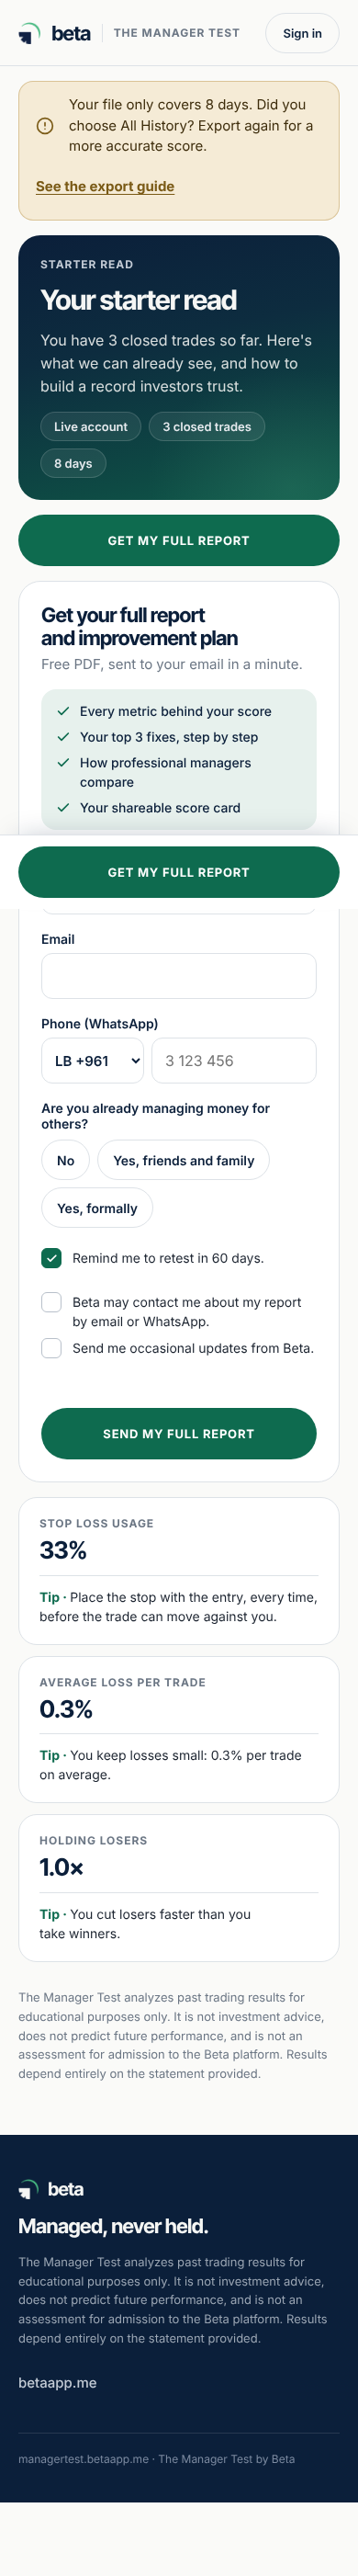 beta
THE MANAGER TEST
Sign in
Your file only covers 8 days. Did you
choose All History? Export again for a
more accurate score.
See the export guide
STARTER READ
Your starter read
You have 3 closed trades so far. Here's
what we can already see, and how to
build a record investors trust.
Live account
3 closed trades
8 days
GET MY FULL REPORT
Get your full report
and improvement plan
Free PDF, sent to your email in a minute.
Every metric behind your score
Your top 3 fixes, step by step
How professional managers
compare
Your shareable score card
GET MY FULL REPORT
Email
Phone (WhatsApp)
LB +961
3 123 456
Are you already managing money for
others?
No
Yes, friends and family
Yes, formally
Remind me to retest in 60 days.
Beta may contact me about my report
by email or WhatsApp.
Send me occasional updates from Beta.
SEND MY FULL REPORT
STOP LOSS USAGE
33%
Tip · Place the stop with the entry, every time,
before the trade can move against you.
AVERAGE LOSS PER TRADE
0.3%
Tip · You keep losses small: 0.3% per trade
on average.
HOLDING LOSERS
1.0×
Tip · You cut losers faster than you
take winners.
The Manager Test analyzes past trading results for
educational purposes only. It is not investment advice,
does not predict future performance, and is not an
assessment for admission to the Beta platform. Results
depend entirely on the statement provided.
beta
Managed, never held.
The Manager Test analyzes past trading results for
educational purposes only. It is not investment advice,
does not predict future performance, and is not an
assessment for admission to the Beta platform. Results
depend entirely on the statement provided.
betaapp.me
managertest.betaapp.me · The Manager Test by Beta